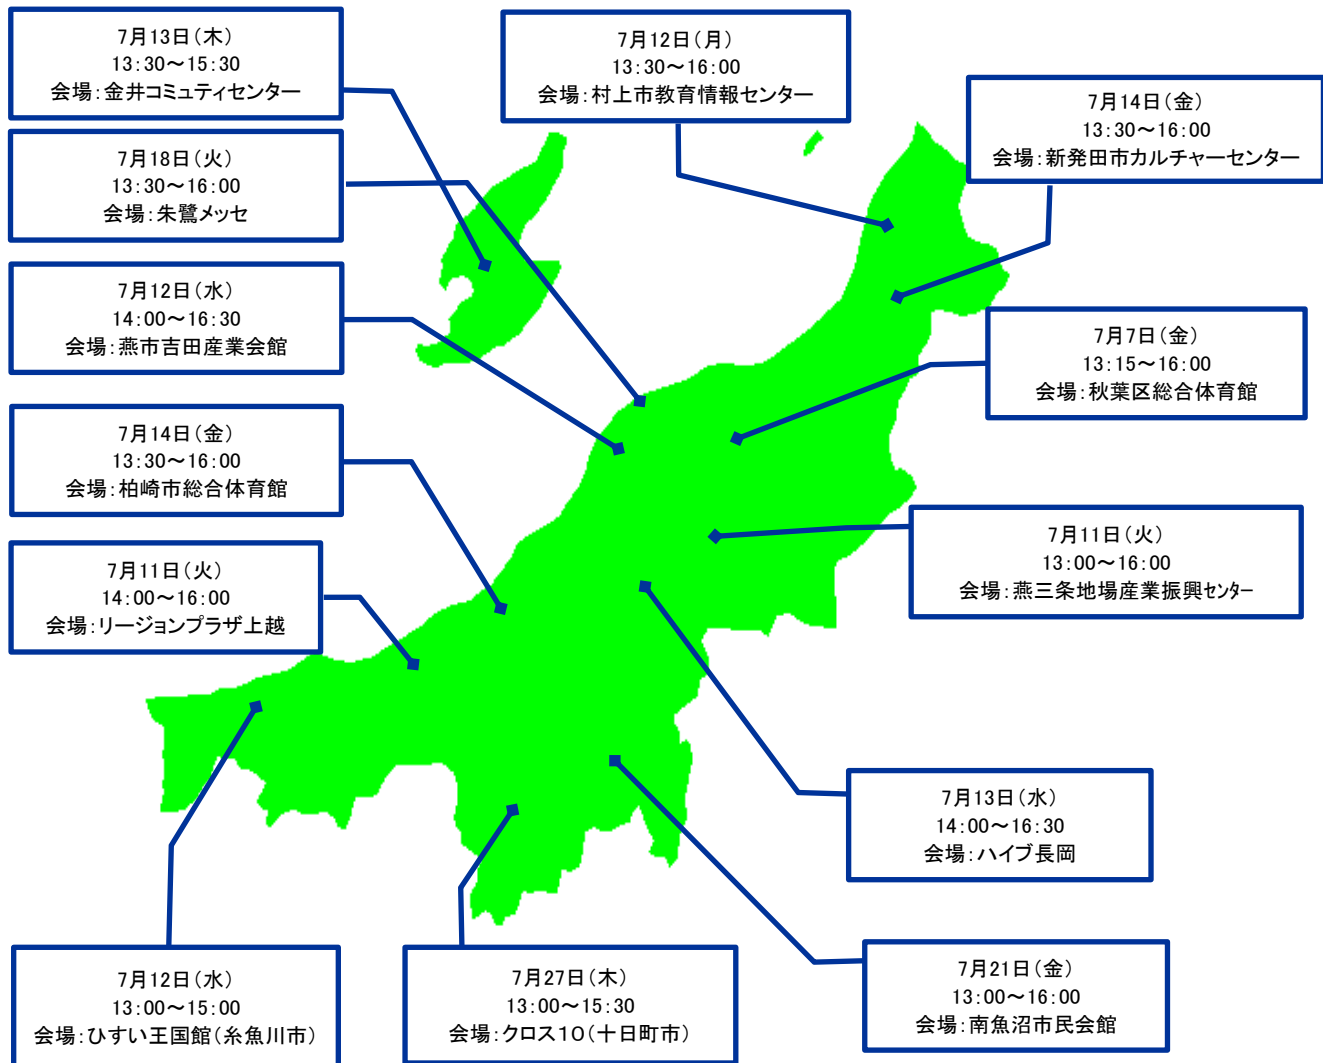 7月13日(木)
13:30～15:30
会場:金井コミュティセンター
7月12日(月)
13:30～16:00
会場:村上市教育情報センター
7月14日(金)
13:30～16:00
会場:新発田市カルチャーセンター
7月18日(火)
13:30～16:00
会場:朱鷺メッセ
7月12日(水)
14:00～16:30
会場:燕市吉田産業会館
7月7日(金)
13:15～16:00
会場:秋葉区総合体育館
7月14日(金)
13:30～16:00
会場:柏崎市総合体育館
7月11日(火)
13:00～16:00
会場:燕三条地場産業振興ｾﾝﾀｰ
7月11日(火)
14:00～16:00
会場:リージョンプラザ上越
7月13日(水)
14:00～16:30
会場:ハイブ長岡
7月12日(水)
13:00～15:00
会場:ひすい王国館(糸魚川市)
7月27日(木)
13:00～15:30
会場:クロス10(十日町市)
7月21日(金)
13:00～16:00
会場:南魚沼市民会館